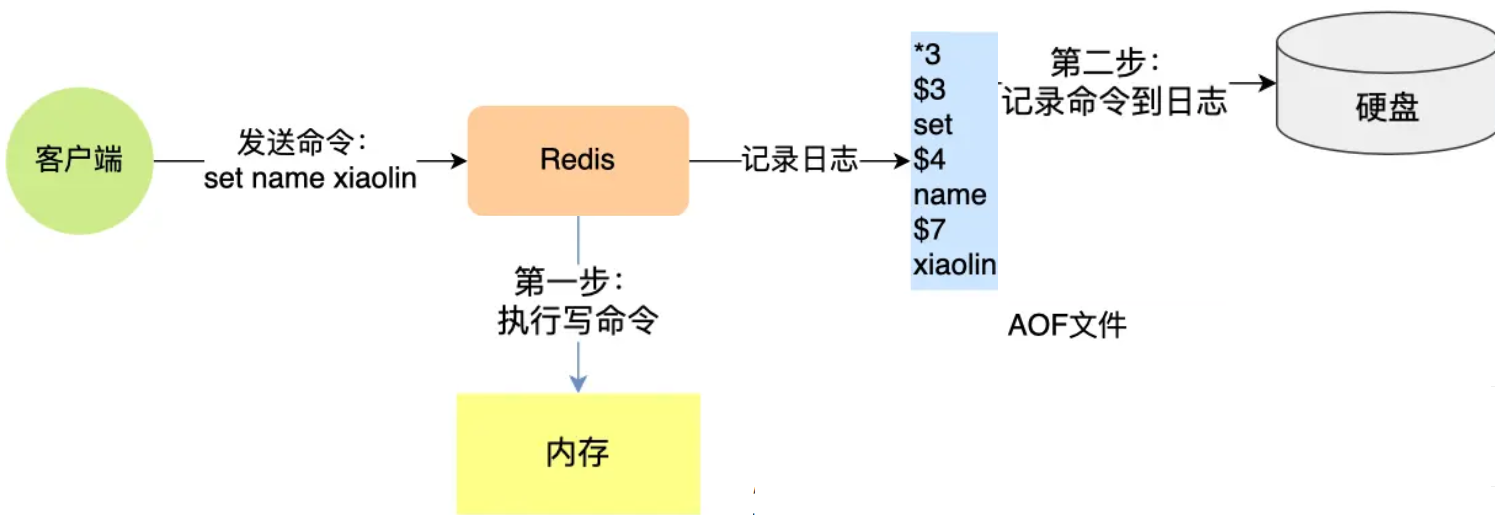 客户端
发送命令：
set name xiaolin
Redis
记录日志
*3
$3
set
$4
name
$7
xiaolin
第二步：
记录命令到日志
硬盘
第一步：
执行写命令
AOF文件
内存